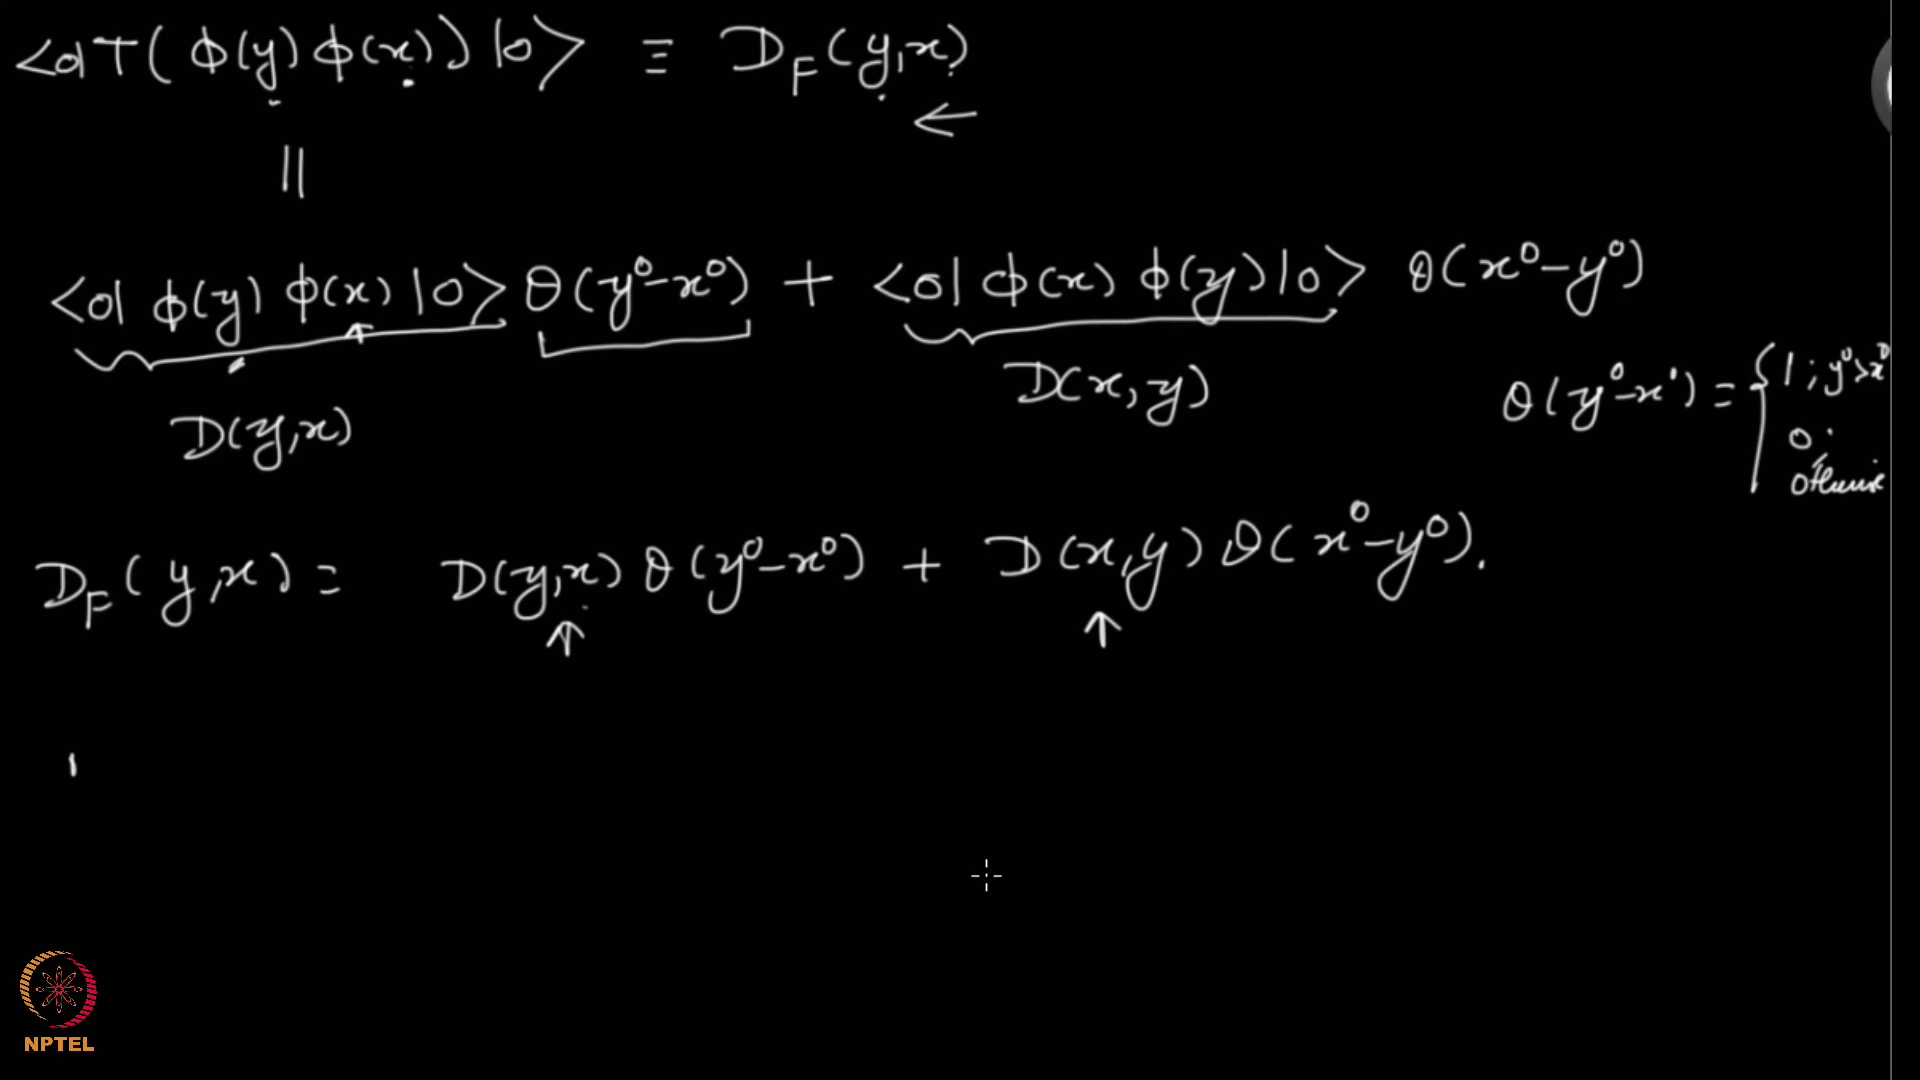 <0|T(ϕ(y) ϕ(x))|0> ≡ D_F(y,x)
←
||
<0| ϕ(y) ϕ(x) |0> θ(y⁰-x⁰) + <0| ϕ(x) ϕ(y) |0> θ(x⁰-y⁰)
D(y,x) D(x,y)
θ(y⁰-x') = { 1 ; y⁰>x⁰
0 ;
otherwise
D_F(y,x) = D(y,x) θ(y⁰-x⁰) + D(x,y) θ(x⁰-y⁰).
↑ ↑
NPTEL